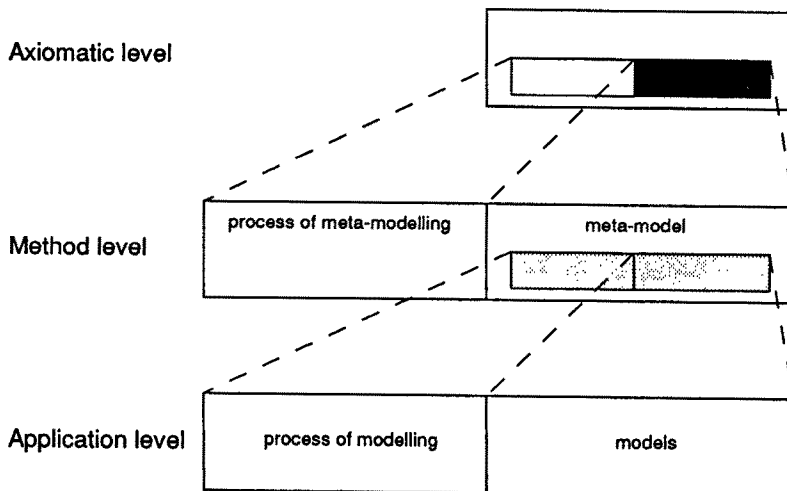 Axiomatic level
Method level
process of meta-modelling
meta-model
Application level
process of modelling
models